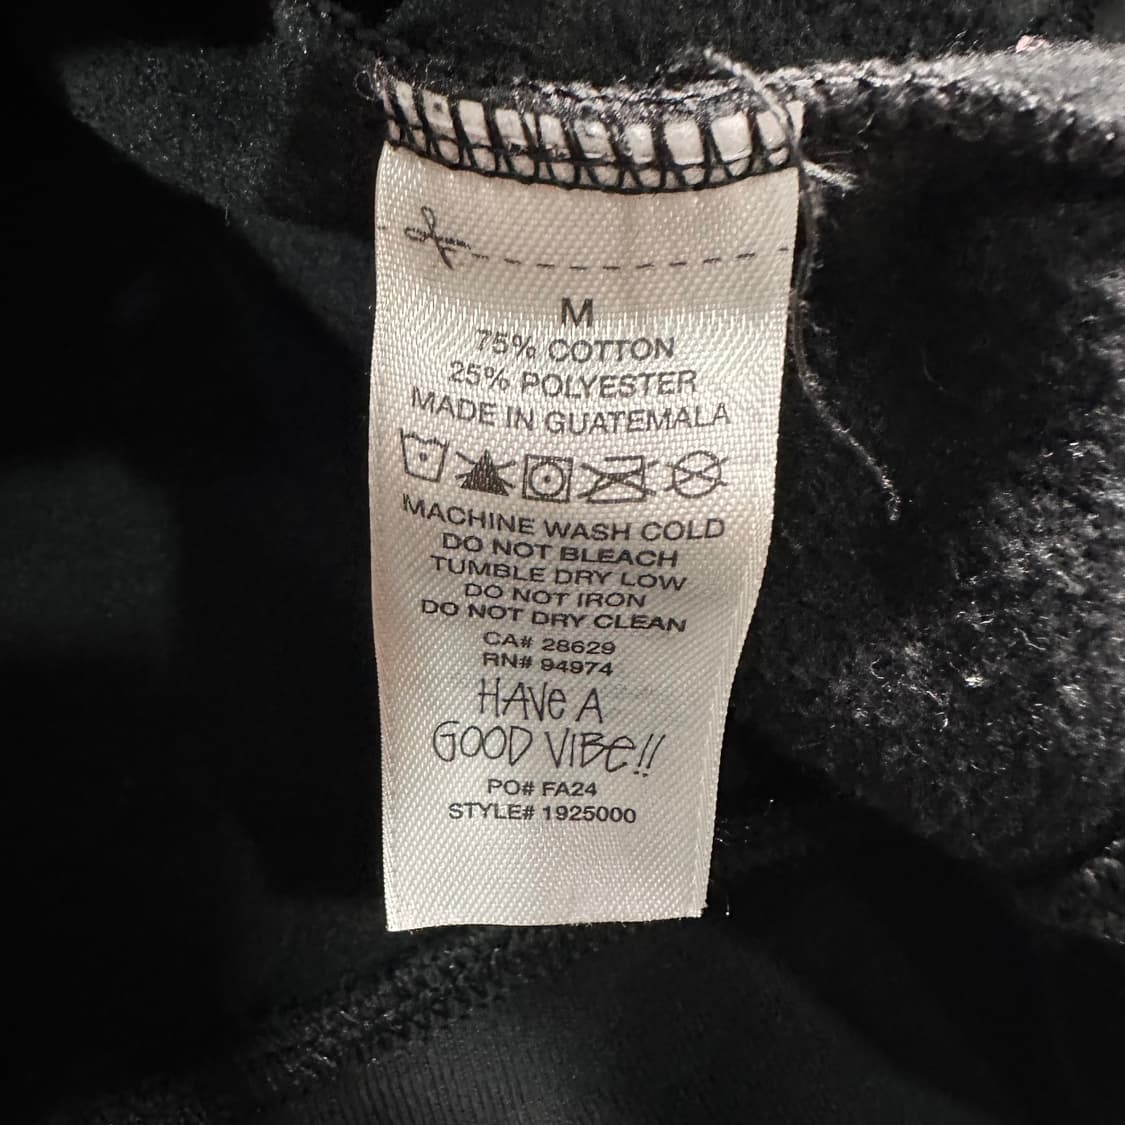 M
75% COTTON
25% POLYESTER
MADE IN GUATEMALA
MACHINE WASH COLD
DO NOT BLEACH
TUMBLE DRY LOW
DO NOT IRON
DO NOT DRY CLEAN
CA# 28629
RN# 94974
HAVE A
GOOD VIBE!!
PO# FA24
STYLE# 1925000